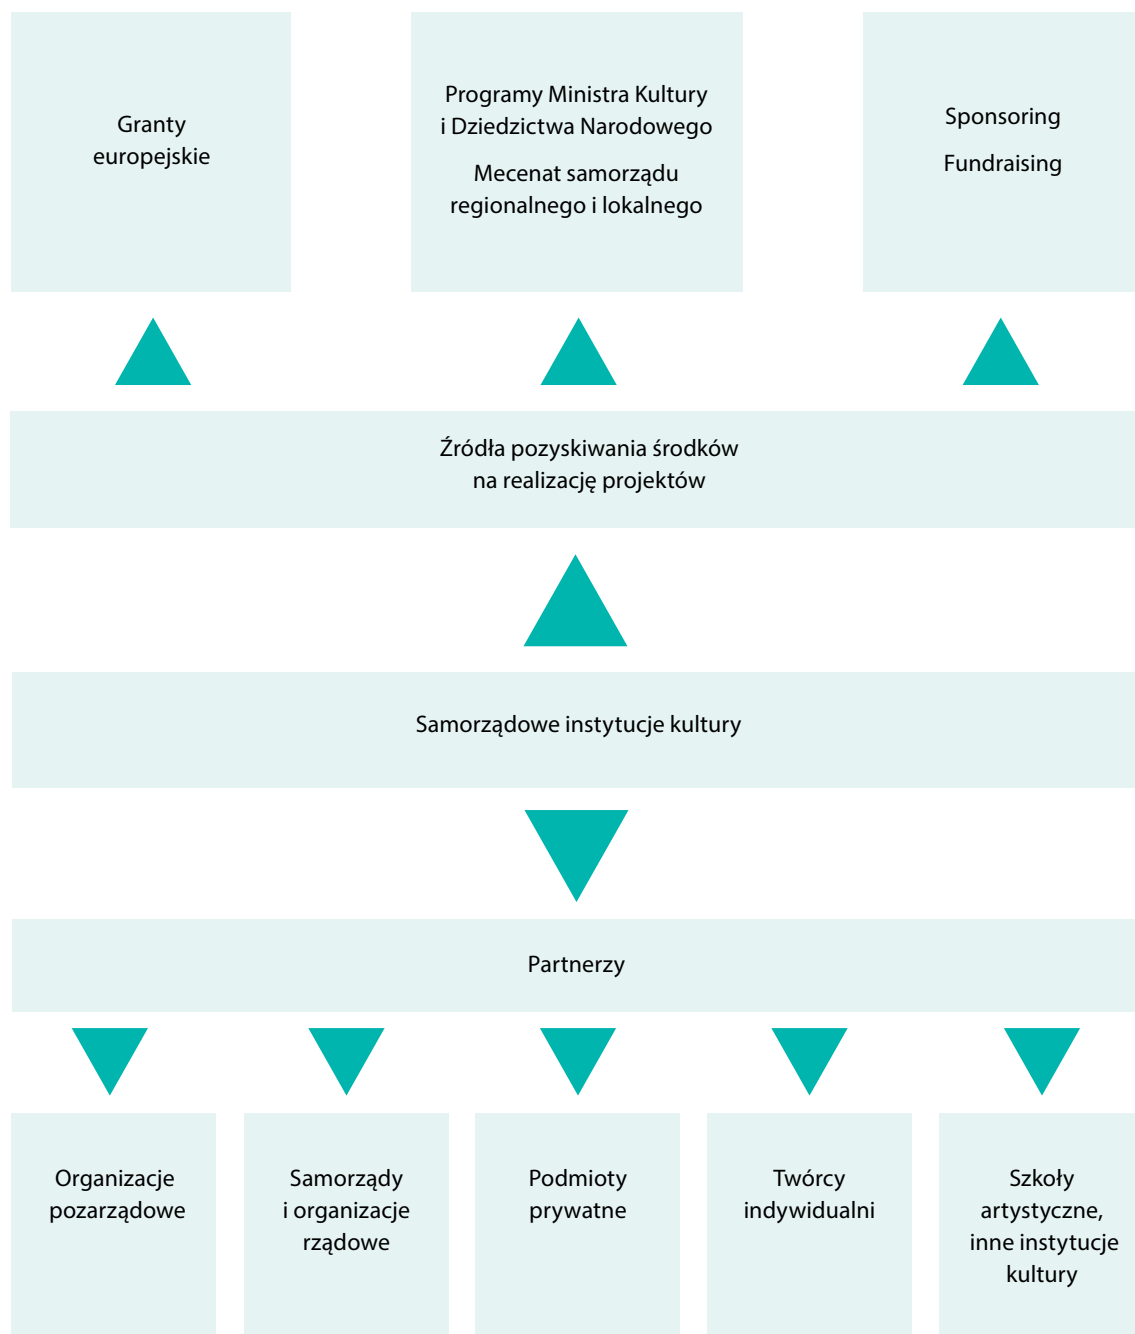 Granty
europejskie
Programy Ministra Kultury
i Dziedzictwa Narodowego
Mecenat samorządu
regionalnego i lokalnego
Sponsoring
Fundraising
Źródła pozyskiwania środków
na realizację projektów
Samorządowe instytucje kultury
Partnerzy
Organizacje
pozarządowe
Samorządy
i organizacje
rządowe
Podmioty
prywatne
Twórcy
indywidualni
Szkoły
artystyczne,
inne instytucje
kultury